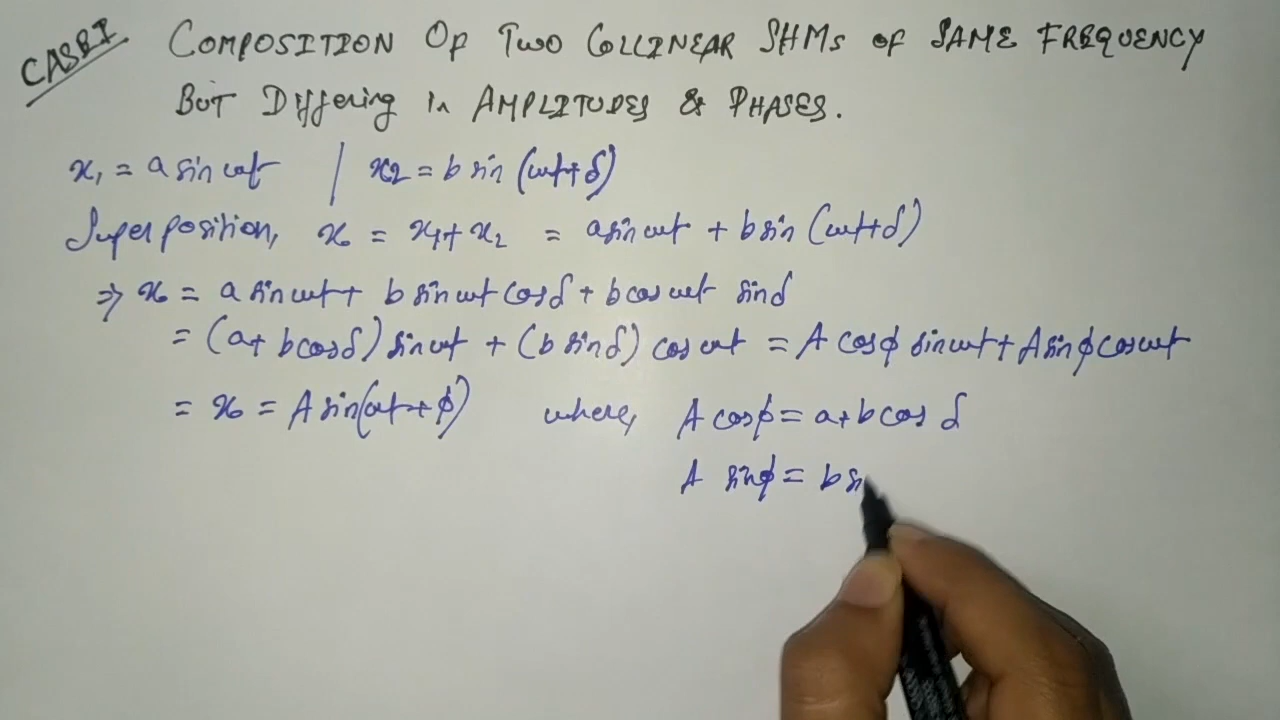 CASE I
COMPOSITION OF TWO COLLINEAR SHMs OF SAME FREQUENCY
BUT Differing in AMPLITUDES & PHASES.
x₁ = a sin ωt | x2 = b sin (ωt+δ)
Superposition, x = x₁+x₂ = a sin ωt + b sin (ωt+δ)
⇒ x = a sin ωt + b sin ωt cos δ + b cos ωt sin δ
= (a+ b cos δ) sin ωt + (b sin δ) cos ωt = A cos ϕ sin ωt + A sin ϕ cos ωt
= x = A sin(ωt + ϕ) where, A cos ϕ = a+ b cos δ
A sin ϕ = b si